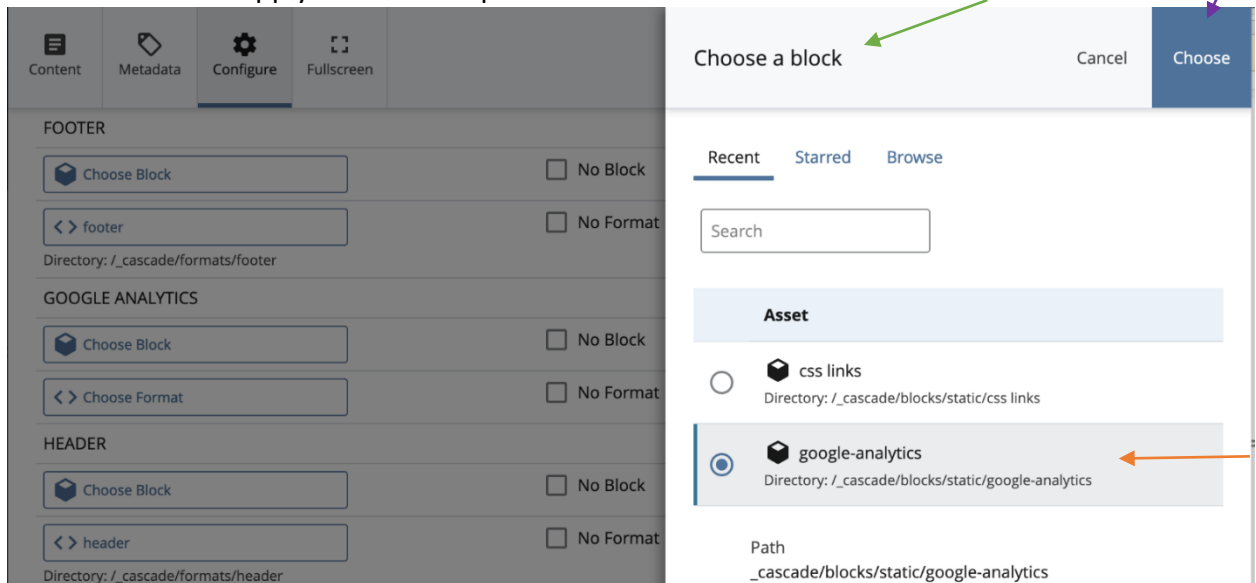 Content
Metadata
Configure
Fullscreen
FOOTER
Choose Block
No Block
footer
No Format
Directory: /_cascade/formats/footer
GOOGLE ANALYTICS
Choose Block
No Block
Choose Format
No Format
HEADER
Choose Block
No Block
header
No Format
Directory: /_cascade/formats/header
Choose a block
Cancel
Choose
Recent
Starred
Browse
Search
Asset
css links
Directory: /_cascade/blocks/static/css links
google-analytics
Directory: /_cascade/blocks/static/google-analytics
Path
_cascade/blocks/static/google-analytics